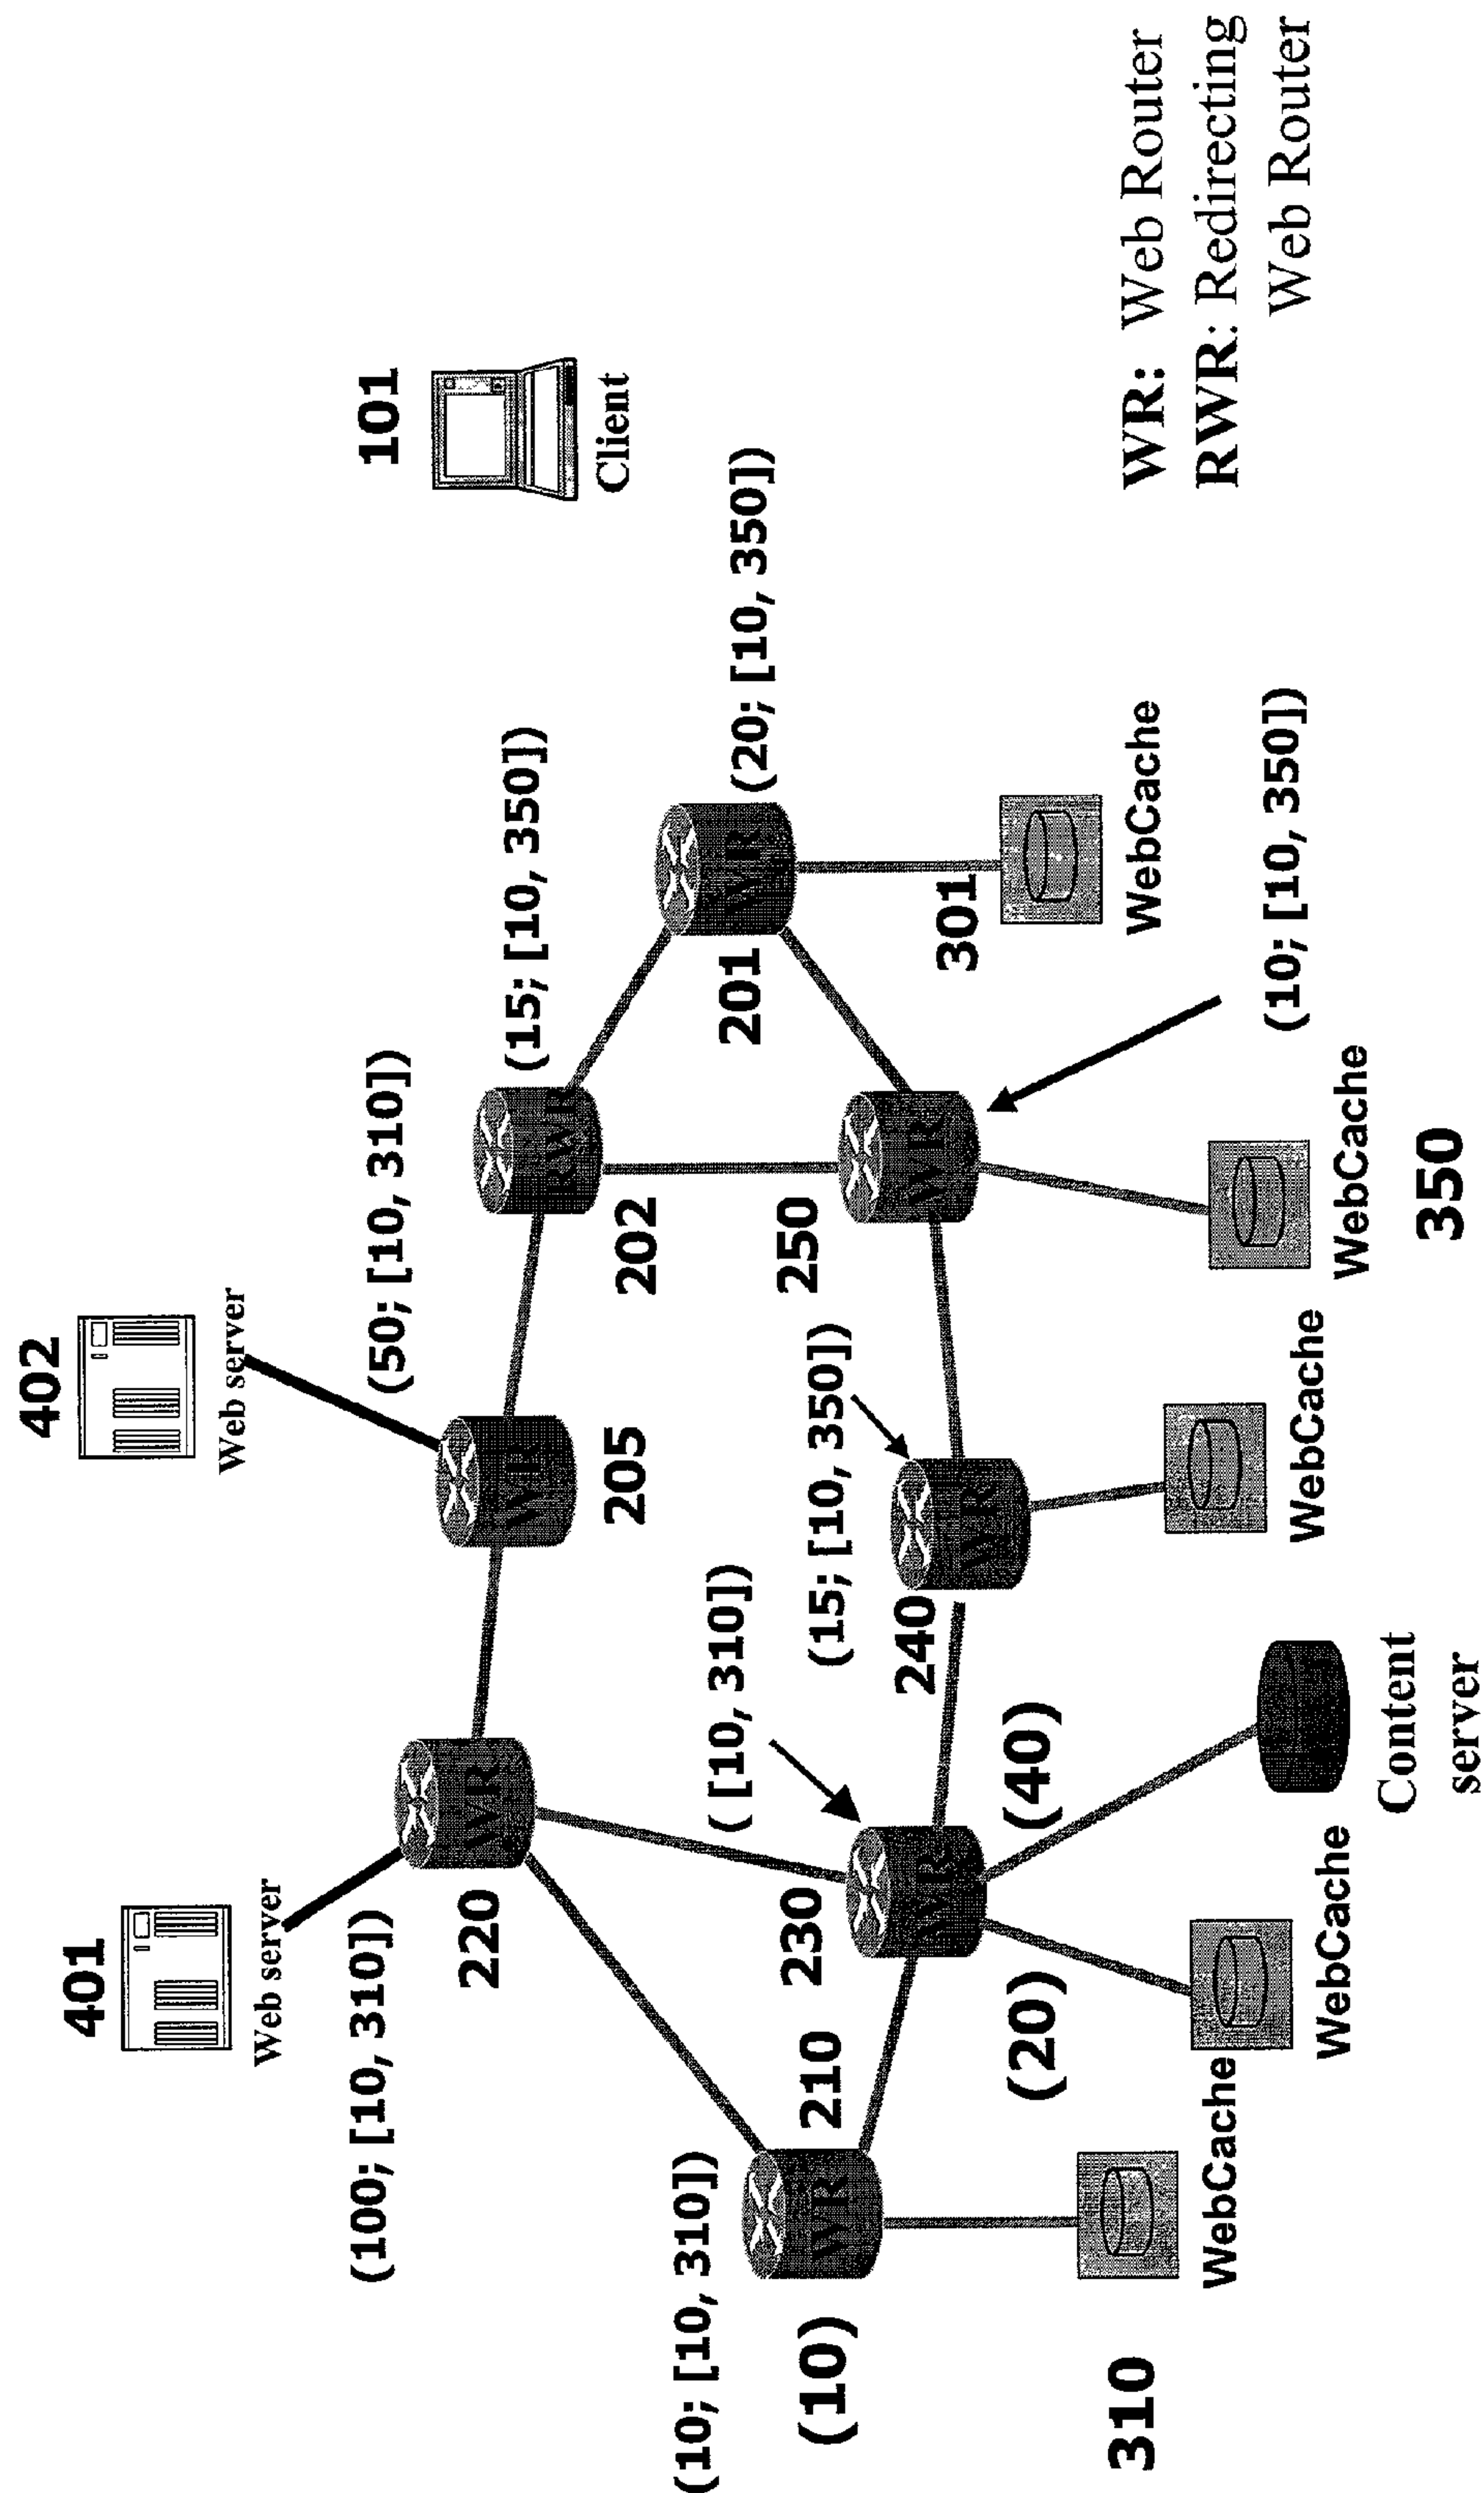 401
Web server
402
Web server
101
Client
(100; [10, 310])
(50; [10, 310])
(15; [10, 350])
WR
WR
RWR
220
205
202
(10; [10, 310])
( [10, 310])
(20; [10, 350])
WR
201
(15; [10, 350])
250
WR
210
230
WR
240
WR
WR
(10)
(20)
(40)
301
WebCache
310
WebCache
WebCache
WebCache
WebCache
350
(10; [10, 350])
Content
server
WR: Web Router
RWR: Redirecting
Web Router